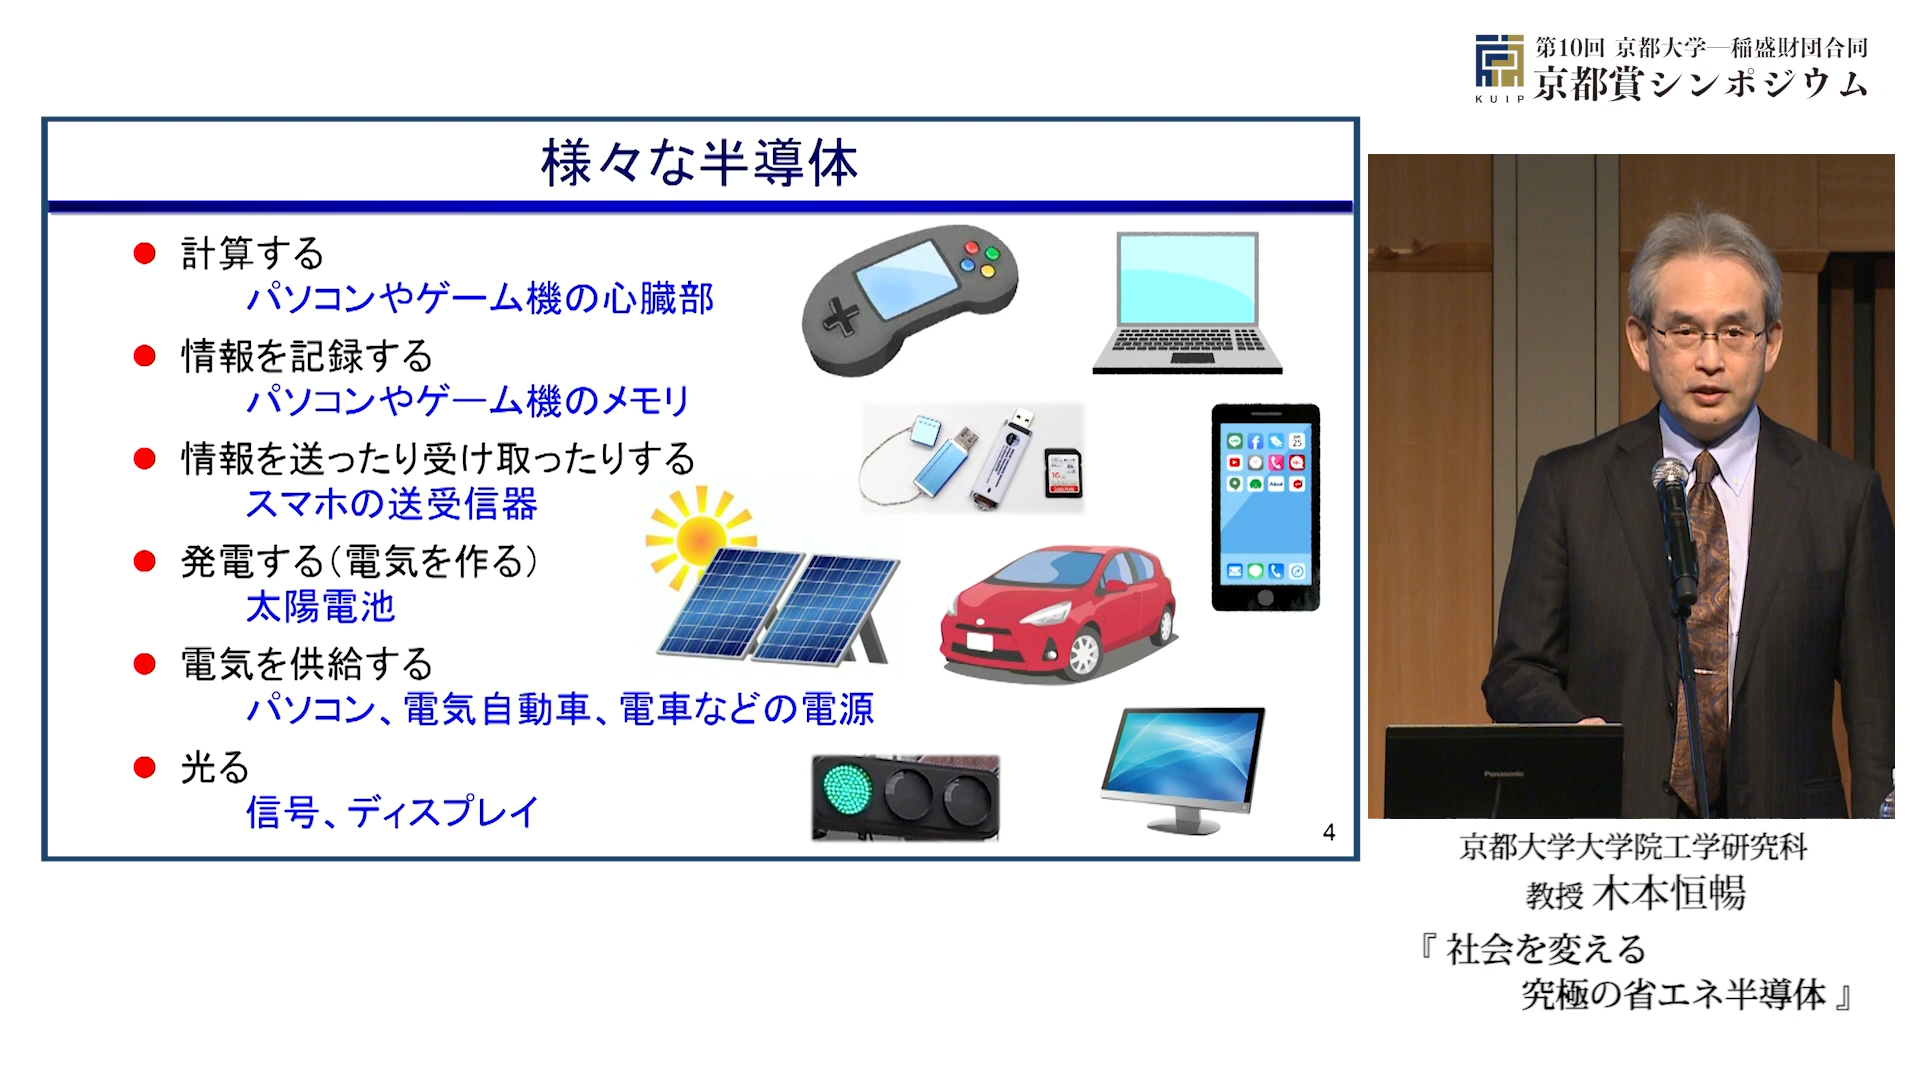 第10回 京都大学―稲盛財団合同
京都賞シンポジウム
KUIP
様々な半導体
計算する
パソコンやゲーム機の心臓部
情報を記録する
パソコンやゲーム機のメモリ
情報を送ったり受け取ったりする
スマホの送受信器
発電する（電気を作る）
太陽電池
電気を供給する
パソコン、電気自動車、電車などの電源
光る
信号、ディスプレイ
4
25
16
Panasonic
京都大学大学院工学研究科
教授 木本恒暢
『 社会を変える
究極の省エネ半導体 』